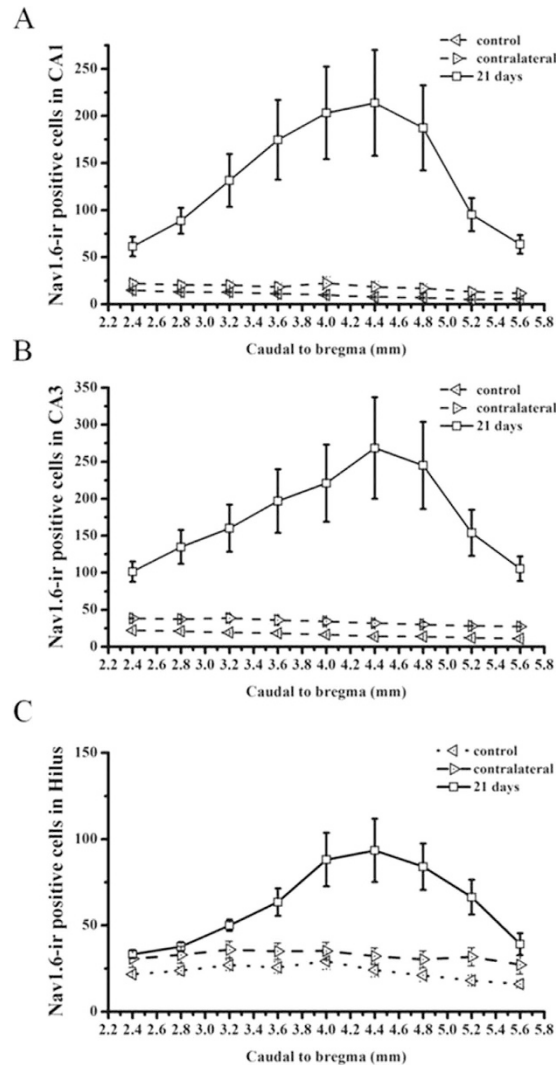 A
Nav1.6-ir positive cells in CA1
control
contralateral
21 days
250
200
150
100
50
0
2.2 2.4 2.6 2.8 3.0 3.2 3.4 3.6 3.8 4.0 4.2 4.4 4.6 4.8 5.0 5.2 5.4 5.6 5.8
Caudal to bregma (mm)
B
Nav1.6-ir positive cells in CA3
control
contralateral
21 days
350
300
250
200
150
100
50
0
2.2 2.4 2.6 2.8 3.0 3.2 3.4 3.6 3.8 4.0 4.2 4.4 4.6 4.8 5.0 5.2 5.4 5.6 5.8
Caudal to bregma (mm)
C
Nav1.6-ir positive cells in Hilus
control
contralateral
21 days
150
100
50
0
2.2 2.4 2.6 2.8 3.0 3.2 3.4 3.6 3.8 4.0 4.2 4.4 4.6 4.8 5.0 5.2 5.4 5.6 5.8
Caudal to bregma (mm)